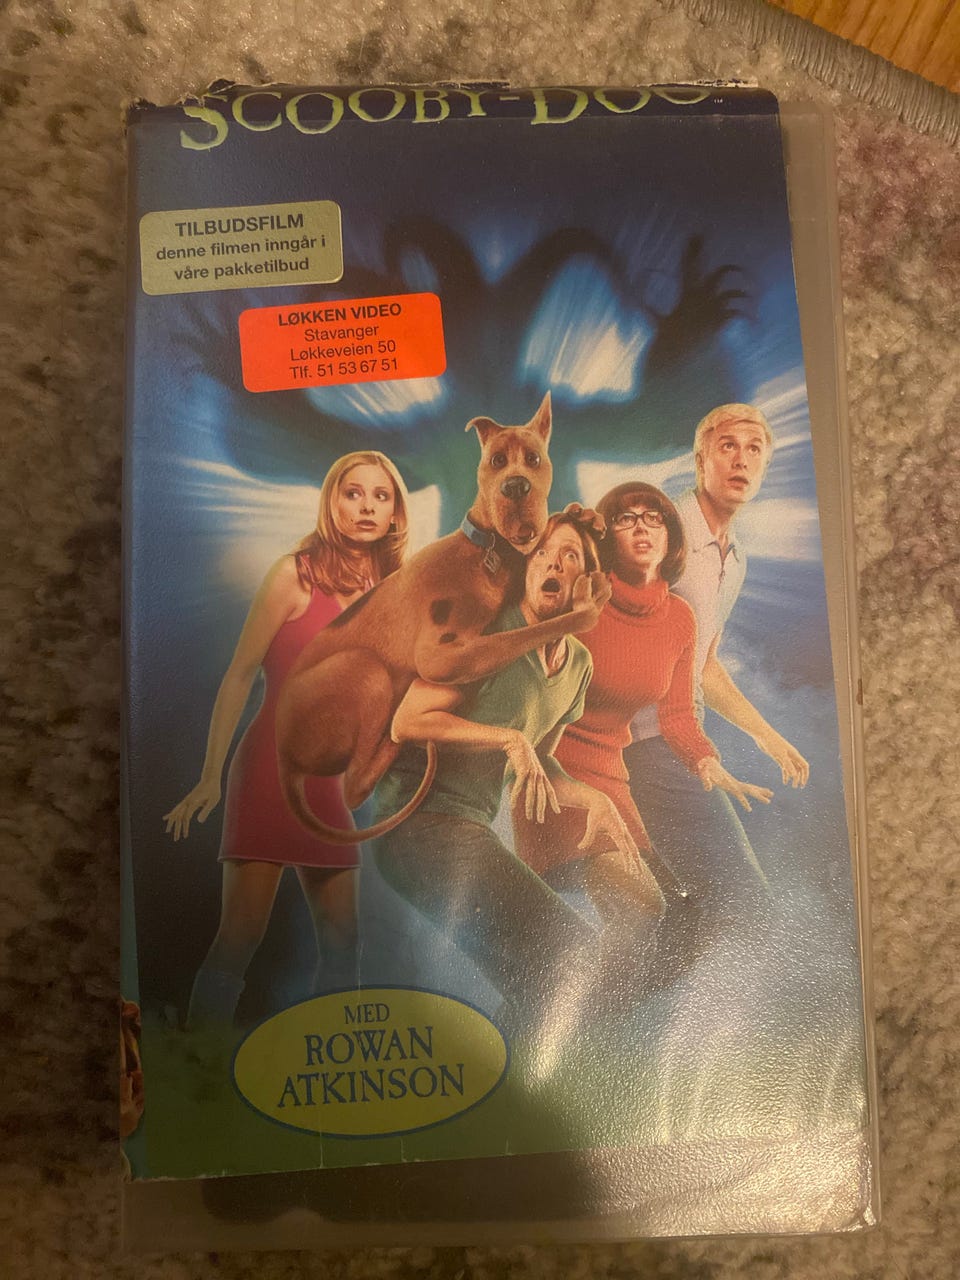 SCOOBY-DOO
TILBUDSFILM
denne filmen inngår i
våre pakketilbud
LØKKEN VIDEO
Stavanger
Løkkeveien 50
Tlf. 51 53 67 51
MED
ROWAN
ATKINSON